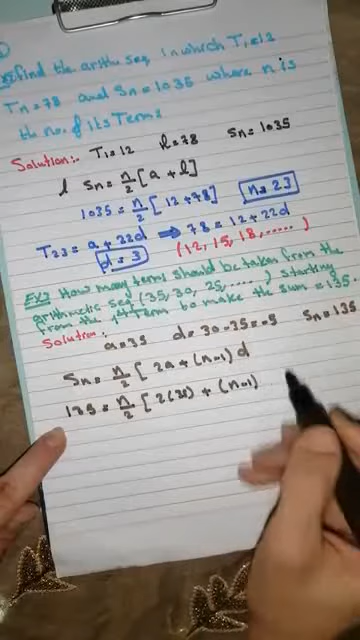 find the arith seq in which T₁=12
Tn=78 and Sn=1035 where n is
the no. of its Terms
Solution:- T₁=12 l=78 Sn=1035
Sn=n/2[a+l]
1035=n/2[12+78] n=23
T23=a+22d ⇒ 78=12+22d
d=3 (12,15,18,.....)
EX2 How many terms should be taken from the
arithmetic seq (35,30,25,......) starting
from the 1st term to make the sum=135.
Solution: a=35 d=30-35=-5 Sn=135
Sn=n/2[2a+(n-1)d
135=n/2[2(35)+(n-1)